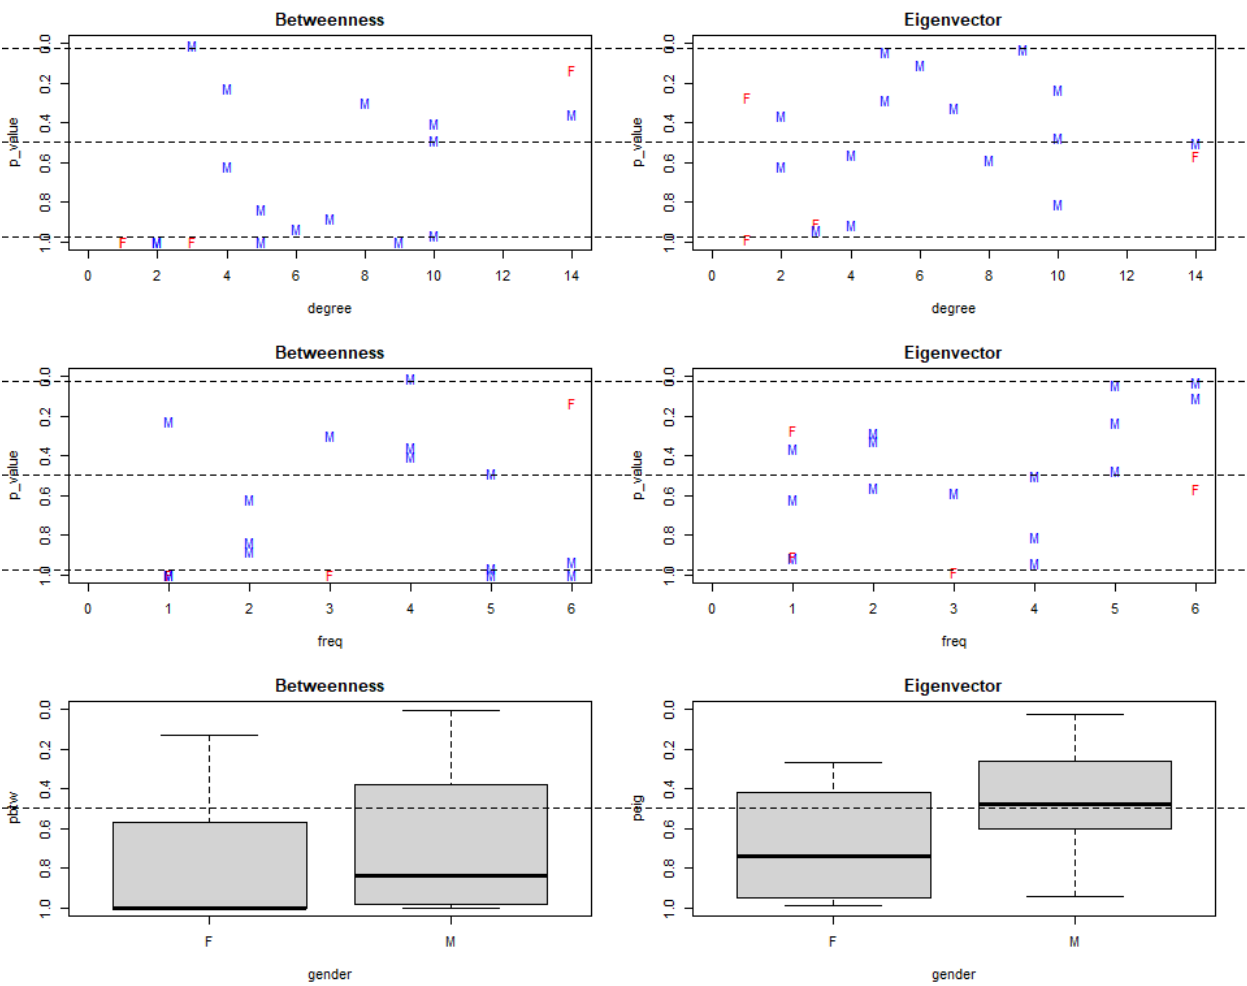 Betweenness
p_value
0.0 0.2 0.4 0.6 0.8 1.0
M F M M M M M M M M M F M F M M M
0 2 4 6 8 10 12 14
degree
Eigenvector
p_value
0.0 0.2 0.4 0.6 0.8 1.0
M M M F M M M M M M M F M M F M M F
0 2 4 6 8 10 12 14
degree
Betweenness
p_value
0.0 0.2 0.4 0.6 0.8 1.0
M F M M M M M M M M M M F M M
0 1 2 3 4 5 6
freq
Eigenvector
p_value
0.0 0.2 0.4 0.6 0.8 1.0
M M M M F M M M M M F M M M M M F
0 1 2 3 4 5 6
freq
Betweenness
pbtw
0.0 0.2 0.4 0.6 0.8 1.0
F M
gender
Eigenvector
peig
0.0 0.2 0.4 0.6 0.8 1.0
F M
gender